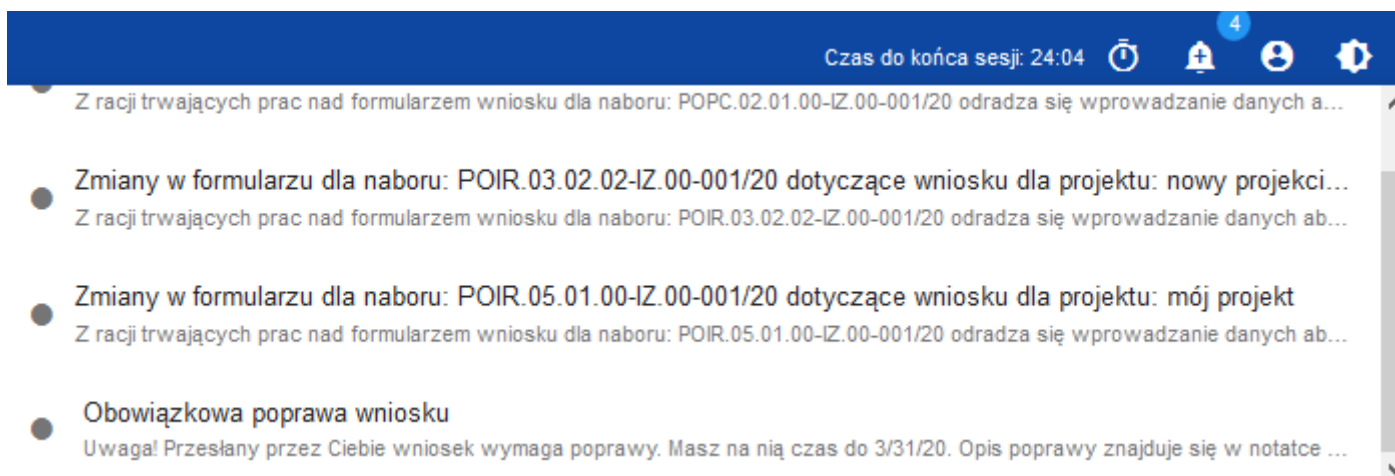 4
Czas do końca sesji: 24:04
Z racji trwających prac nad formularzem wniosku dla naboru: POPC.02.01.00-IZ.00-001/20 odradza się wprowadzanie danych a...
Zmiany w formularzu dla naboru: POIR.03.02.02-IZ.00-001/20 dotyczące wniosku dla projektu: nowy projekci...
Z racji trwających prac nad formularzem wniosku dla naboru: POIR.03.02.02-IZ.00-001/20 odradza się wprowadzanie danych ab...
Zmiany w formularzu dla naboru: POIR.05.01.00-IZ.00-001/20 dotyczące wniosku dla projektu: mój projekt
Z racji trwających prac nad formularzem wniosku dla naboru: POIR.05.01.00-IZ.00-001/20 odradza się wprowadzanie danych ab...
Obowiązkowa poprawa wniosku
Uwaga! Przesłany przez Ciebie wniosek wymaga poprawy. Masz na nią czas do 3/31/20. Opis poprawy znajduje się w notatce ...